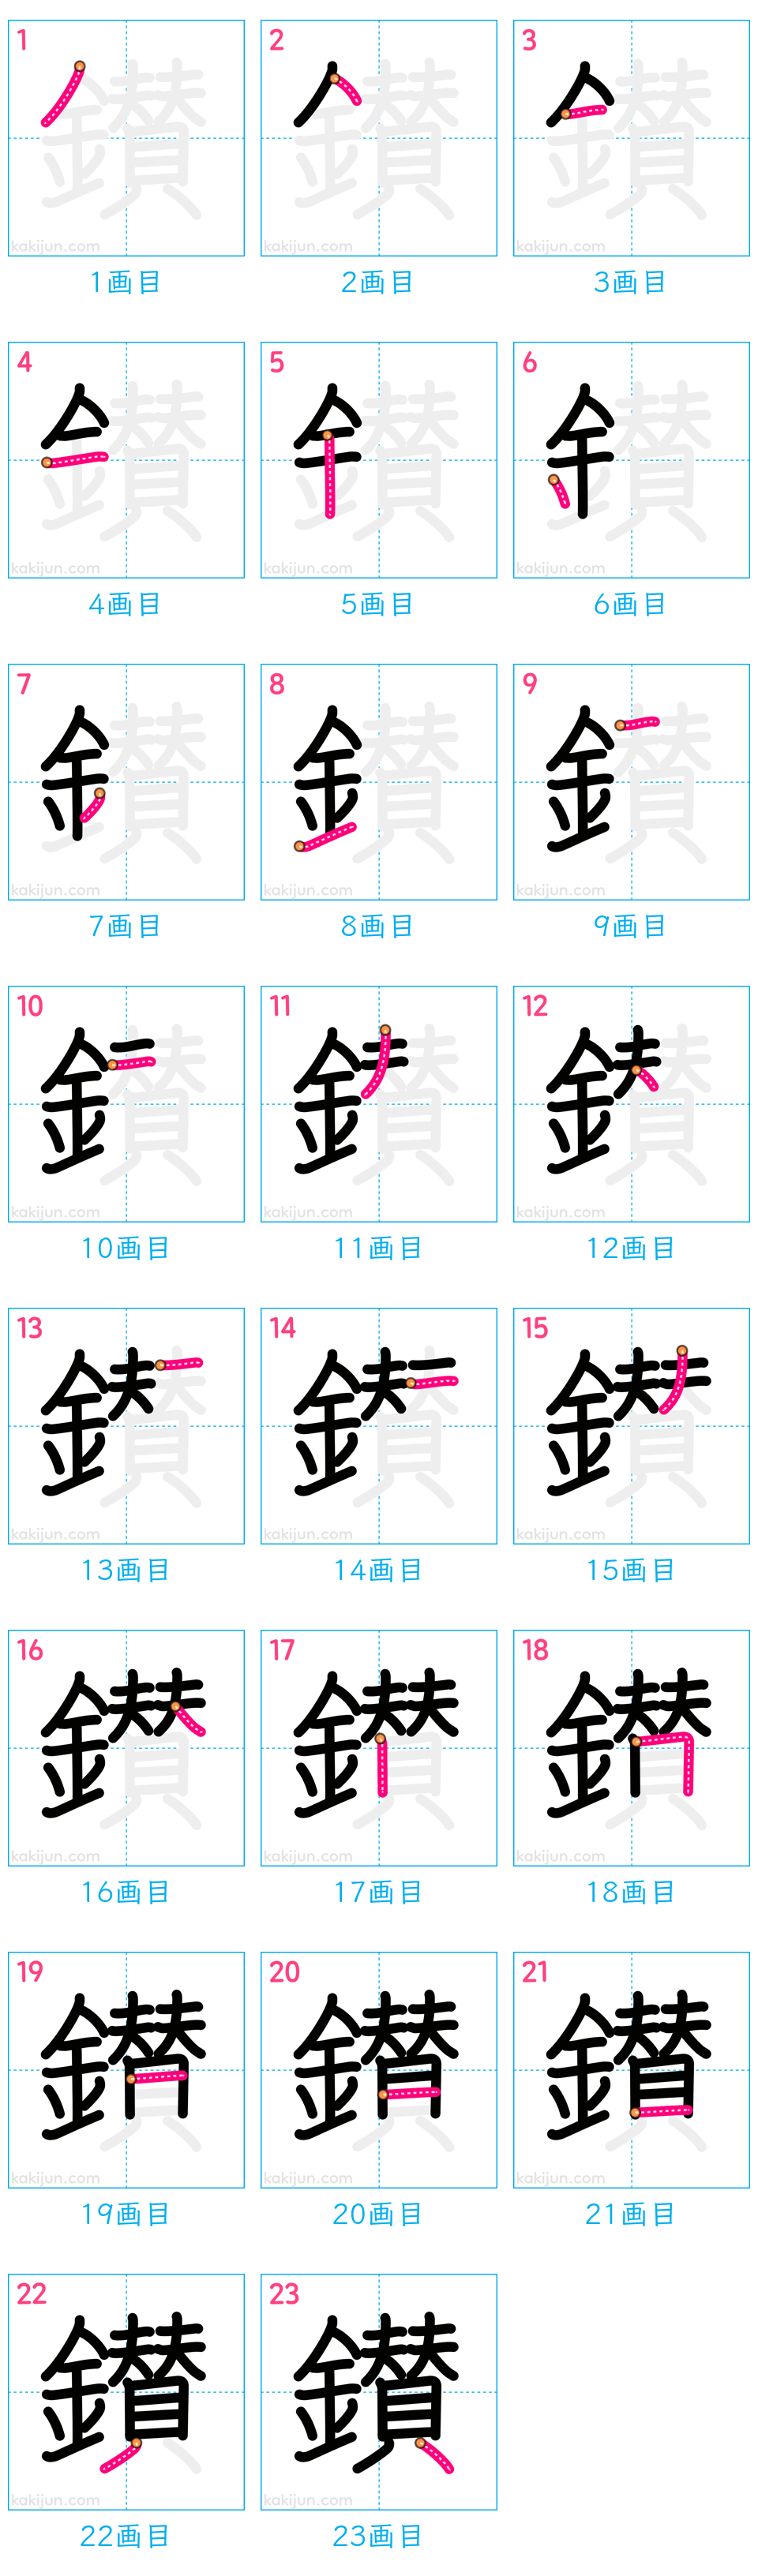 1 2 3
kakijun.com kakijun.com kakijun.com
1画目 2画目 3画目
4 5 6
kakijun.com kakijun.com kakijun.com
4画目 5画目 6画目
7 8 9
kakijun.com kakijun.com kakijun.com
7画目 8画目 9画目
10 11 12
kakijun.com kakijun.com kakijun.com
10画目 11画目 12画目
13 14 15
kakijun.com kakijun.com kakijun.com
13画目 14画目 15画目
16 17 18
kakijun.com kakijun.com kakijun.com
16画目 17画目 18画目
19 20 21
kakijun.com kakijun.com kakijun.com
19画目 20画目 21画目
22 23
鑚
kakijun.com kakijun.com
22画目 23画目